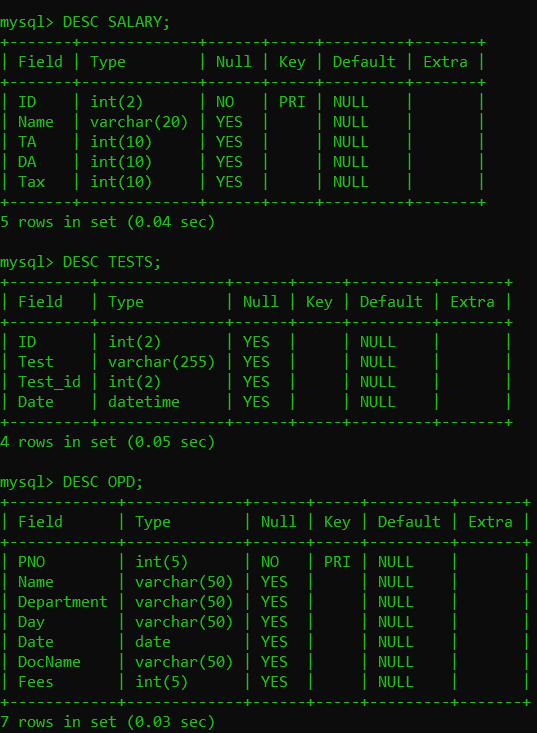 mysql> DESC SALARY;
+-------+-------------+------+-----+---------+-------+
| Field | Type        | Null | Key | Default | Extra |
+-------+-------------+------+-----+---------+-------+
| ID    | int(2)      | NO   | PRI | NULL    |       |
| Name  | varchar(20) | YES  |     | NULL    |       |
| TA    | int(10)     | YES  |     | NULL    |       |
| DA    | int(10)     | YES  |     | NULL    |       |
| Tax   | int(10)     | YES  |     | NULL    |       |
+-------+-------------+------+-----+---------+-------+
5 rows in set (0.04 sec)
mysql> DESC TESTS;
+---------+--------------+------+-----+---------+-------+
| Field   | Type         | Null | Key | Default | Extra |
+---------+--------------+------+-----+---------+-------+
| ID      | int(2)       | YES  |     | NULL    |       |
| Test    | varchar(255) | YES  |     | NULL    |       |
| Test_id | int(2)       | YES  |     | NULL    |       |
| Date    | datetime     | YES  |     | NULL    |       |
+---------+--------------+------+-----+---------+-------+
4 rows in set (0.05 sec)
mysql> DESC OPD;
+------------+-------------+------+-----+---------+-------+
| Field      | Type        | Null | Key | Default | Extra |
+------------+-------------+------+-----+---------+-------+
| PNO        | int(5)      | NO   | PRI | NULL    |       |
| Name       | varchar(50) | YES  |     | NULL    |       |
| Department | varchar(50) | YES  |     | NULL    |       |
| Day        | varchar(50) | YES  |     | NULL    |       |
| Date       | date        | YES  |     | NULL    |       |
| DocName    | varchar(50) | YES  |     | NULL    |       |
| Fees       | int(5)      | YES  |     | NULL    |       |
+------------+-------------+------+-----+---------+-------+
7 rows in set (0.03 sec)